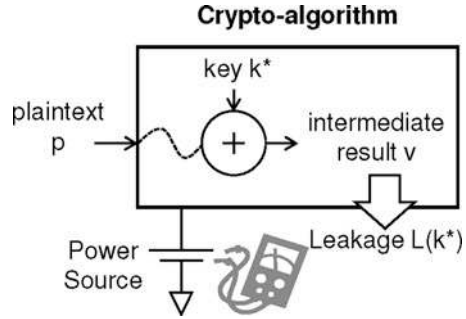 Crypto-algorithm
key k*
plaintext
p
+
intermediate
result v
Leakage L(k*)
Power
Source